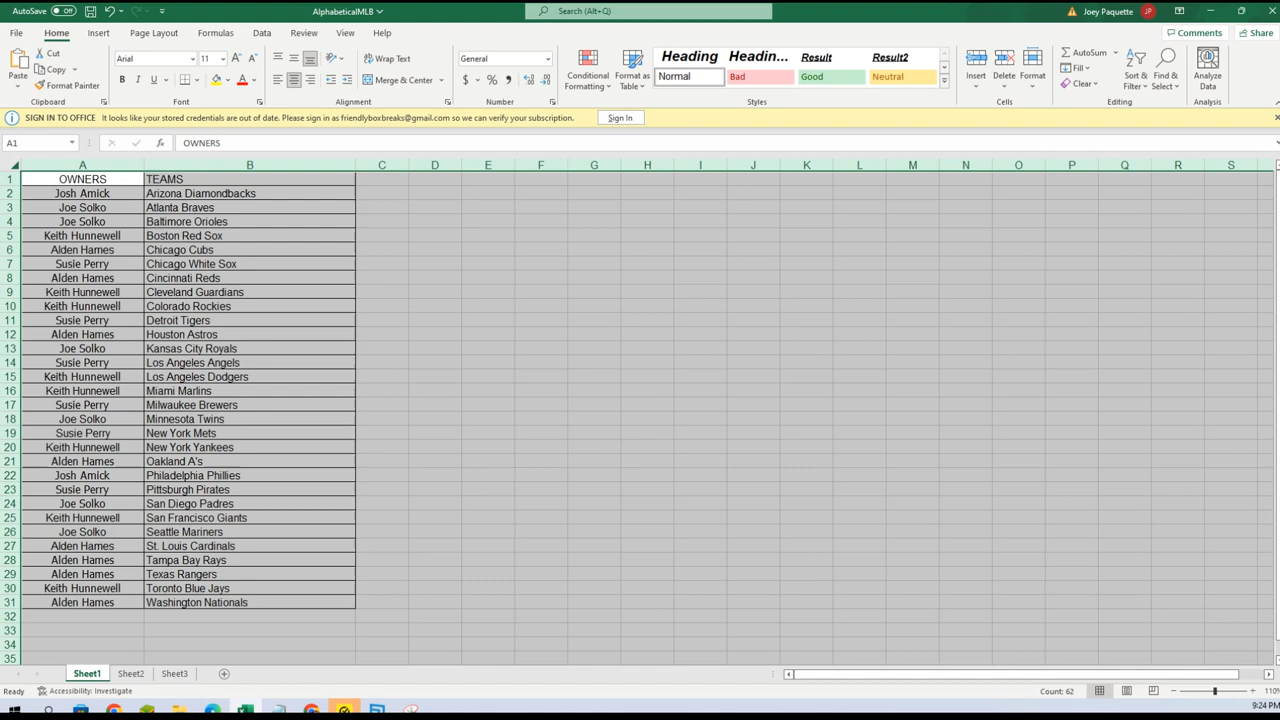 AutoSave Off AlphabeticalMLB Search (Alt+Q) Joey Paquette JP
File Home Insert Draw Page Layout Formulas Data Review View Help Comments Share
Paste Cut Copy Format Painter Clipboard
Arial 11 A A B I U A Font
Wrap Text Merge & Center Alignment
General $ % Number
Conditional Formatting Format as Table
Heading Headin... Result Result2
Normal Bad Good Neutral
Styles
Insert Delete Format Cells
AutoSum Fill Clear Sort & Filter Find & Select Editing
Analyze Data Analysis
SIGN IN TO OFFICE It looks like your stored credentials are out of date. Please sign in as friendlyboxbreaks@gmail.com so we can verify your subscription. Sign In
A1 fx OWNERS
A B C D E F G H I J K L M N O P Q R S
1 OWNERS TEAMS
2 Josh Amick Arizona Diamondbacks
3 Joe Solko Atlanta Braves
4 Joe Solko Baltimore Orioles
5 Keith Hunnewell Boston Red Sox
6 Alden Hames Chicago Cubs
7 Susie Perry Chicago White Sox
8 Alden Hames Cincinnati Reds
9 Keith Hunnewell Cleveland Guardians
10 Keith Hunnewell Colorado Rockies
11 Susie Perry Detroit Tigers
12 Alden Hames Houston Astros
13 Joe Solko Kansas City Royals
14 Susie Perry Los Angeles Angels
15 Keith Hunnewell Los Angeles Dodgers
16 Keith Hunnewell Miami Marlins
17 Susie Perry Milwaukee Brewers
18 Joe Solko Minnesota Twins
19 Susie Perry New York Mets
20 Keith Hunnewell New York Yankees
21 Alden Hames Oakland A's
22 Josh Amick Philadelphia Phillies
23 Susie Perry Pittsburgh Pirates
24 Joe Solko San Diego Padres
25 Keith Hunnewell San Francisco Giants
26 Joe Solko Seattle Mariners
27 Alden Hames St. Louis Cardinals
28 Alden Hames Tampa Bay Rays
29 Alden Hames Texas Rangers
30 Keith Hunnewell Toronto Blue Jays
31 Alden Hames Washington Nationals
32
33
34
35
Sheet1 Sheet2 Sheet3
Ready Accessibility: Investigate Count: 62 110%
9:24 PM